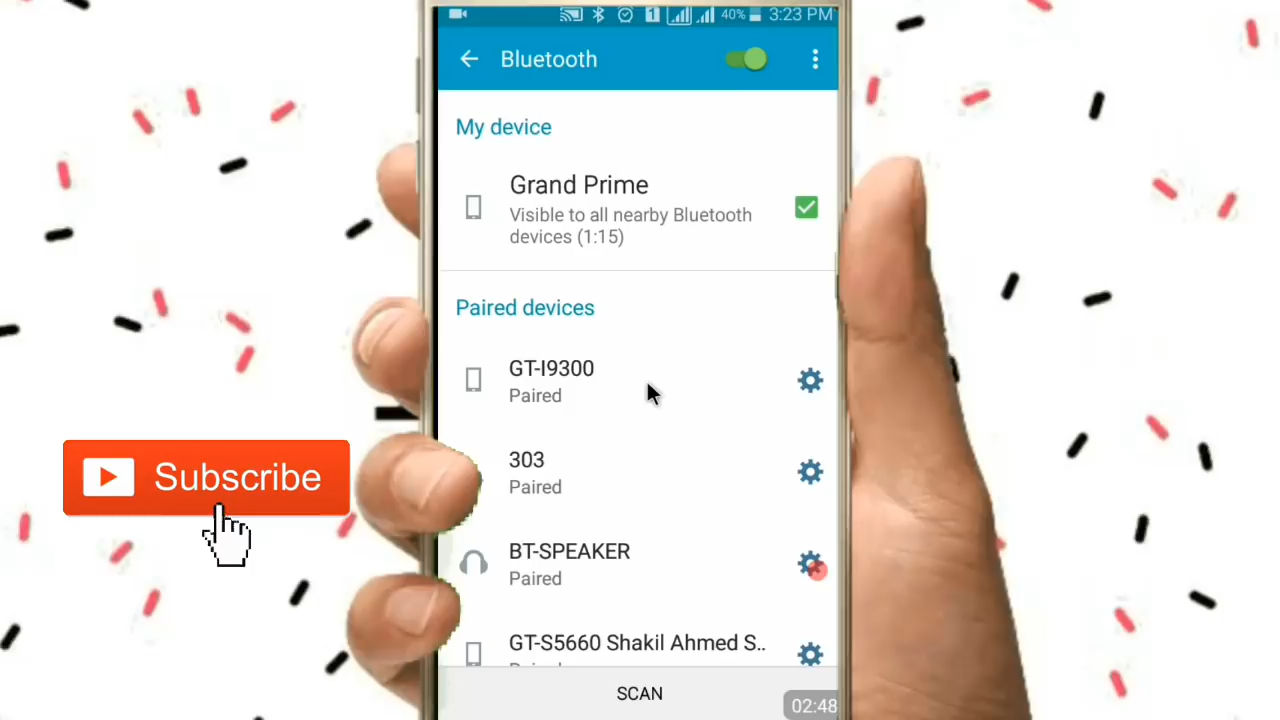 1 40% 3:23 PM
Bluetooth
My device
Grand Prime
Visible to all nearby Bluetooth
devices (1:15)
Paired devices
GT-I9300
Paired
303
Paired
BT-SPEAKER
Paired
GT-S5660 Shakil Ahmed S..
SCAN
02:48
Subscribe